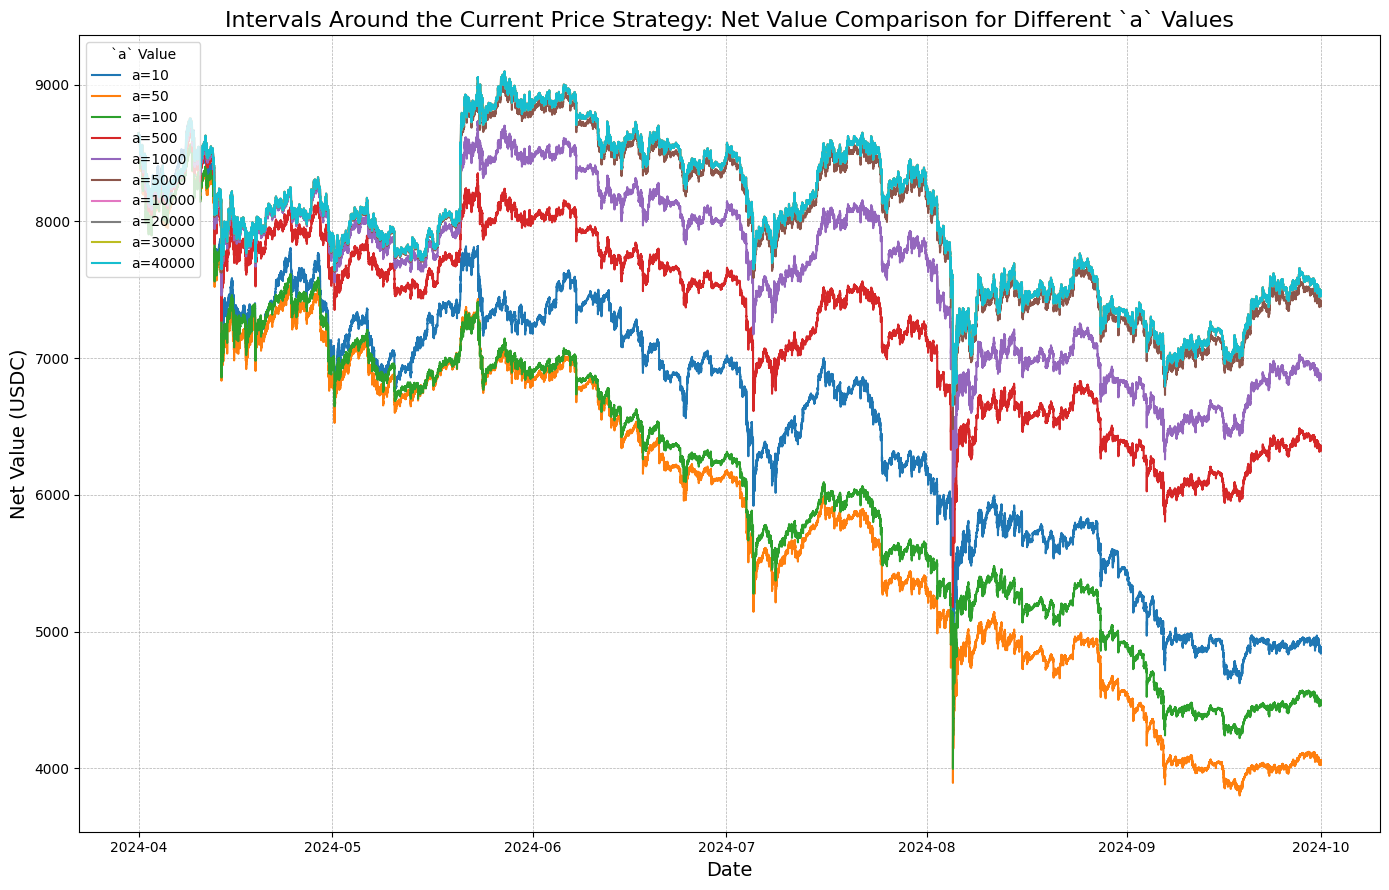 Intervals Around the Current Price Strategy: Net Value Comparison for Different `a` Values
`a` Value
a=10
a=50
a=100
a=500
a=1000
a=5000
a=10000
a=20000
a=30000
a=40000
Net Value (USDC)
9000
8000
7000
6000
5000
4000
2024-04
2024-05
2024-06
2024-07
2024-08
2024-09
2024-10
Date